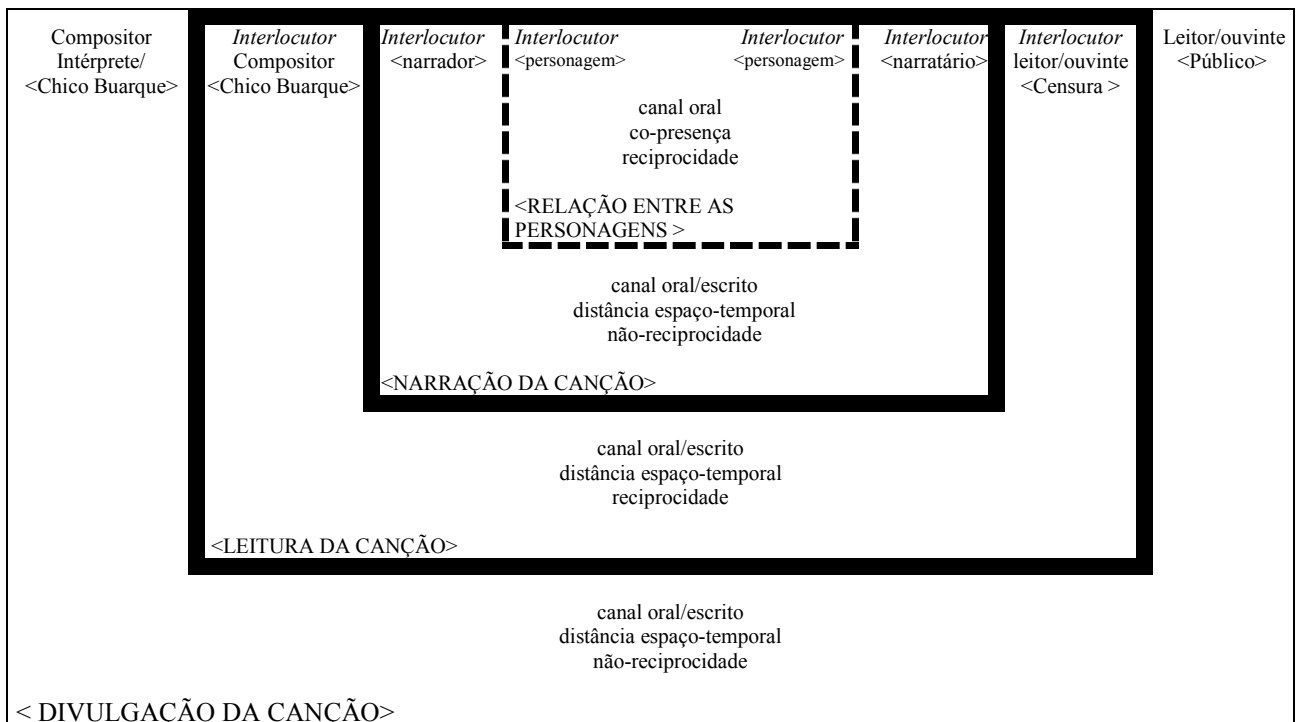 Compositor
Intérprete/
<Chico Buarque>
Interlocutor
Compositor
<Chico Buarque>
Interlocutor
<narrador>
Interlocutor
<personagem>
Interlocutor
<personagem>
Interlocutor
<narratário>
Interlocutor
leitor/ouvinte
<Censura >
Leitor/ouvinte
<Público>
canal oral
co-presença
reciprocidade
<RELAÇÃO ENTRE AS
PERSONAGENS >
canal oral/escrito
distância espaço-temporal
não-reciprocidade
<NARRAÇÃO DA CANÇÃO>
canal oral/escrito
distância espaço-temporal
reciprocidade
<LEITURA DA CANÇÃO>
canal oral/escrito
distância espaço-temporal
não-reciprocidade
< DIVULGAÇÃO DA CANÇÃO>